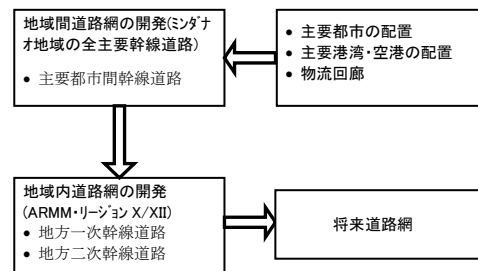 地域間道路網の開発(ﾐﾝﾀﾞﾅ
ｵ地域の全主要幹線道路)
• 主要都市間幹線道路
• 主要都市の配置
• 主要港湾・空港の配置
• 物流回廊
地域内道路網の開発
(ARMM・ﾘｰｼﾞｮﾝ X/XII)
• 地方一次幹線道路
• 地方二次幹線道路
将来道路網